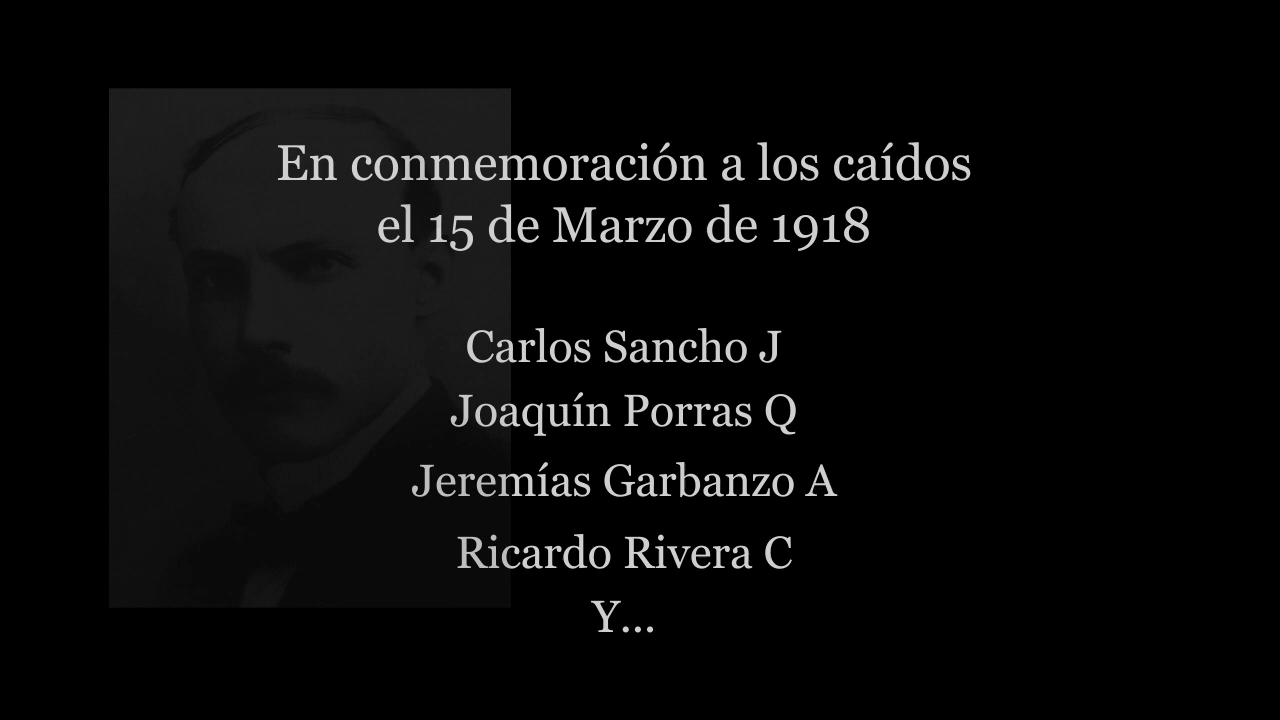 En conmemoración a los caídos
el 15 de Marzo de 1918
Carlos Sancho J
Joaquín Porras Q
Jeremías Garbanzo A
Ricardo Rivera C
Y...